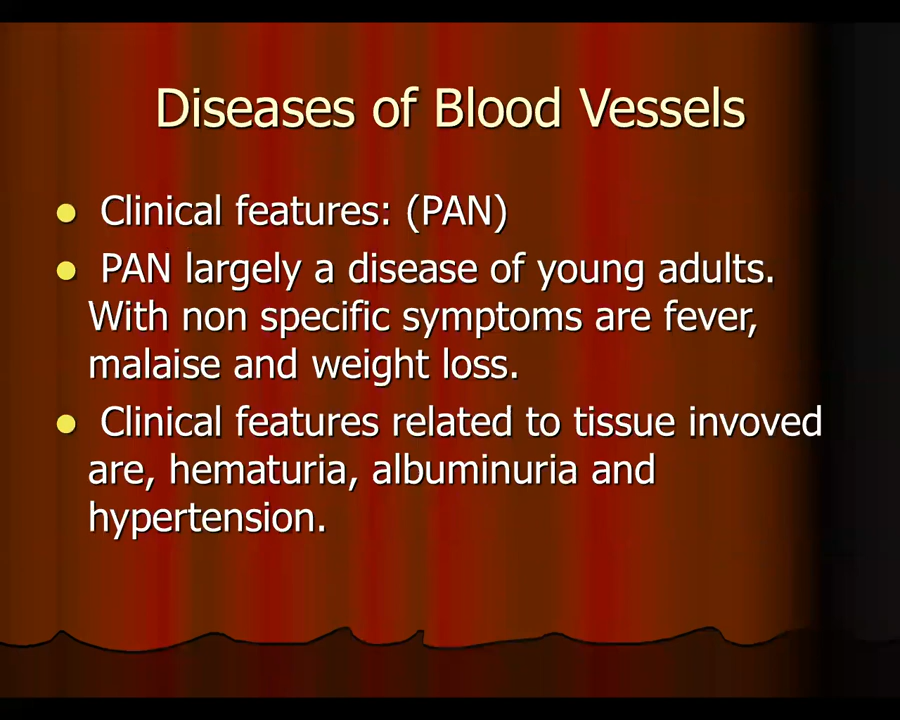 Diseases of Blood Vessels
Clinical features: (PAN)
PAN largely a disease of young adults.
With non specific symptoms are fever,
malaise and weight loss.
Clinical features related to tissue invoved
are, hematuria, albuminuria and
hypertension.